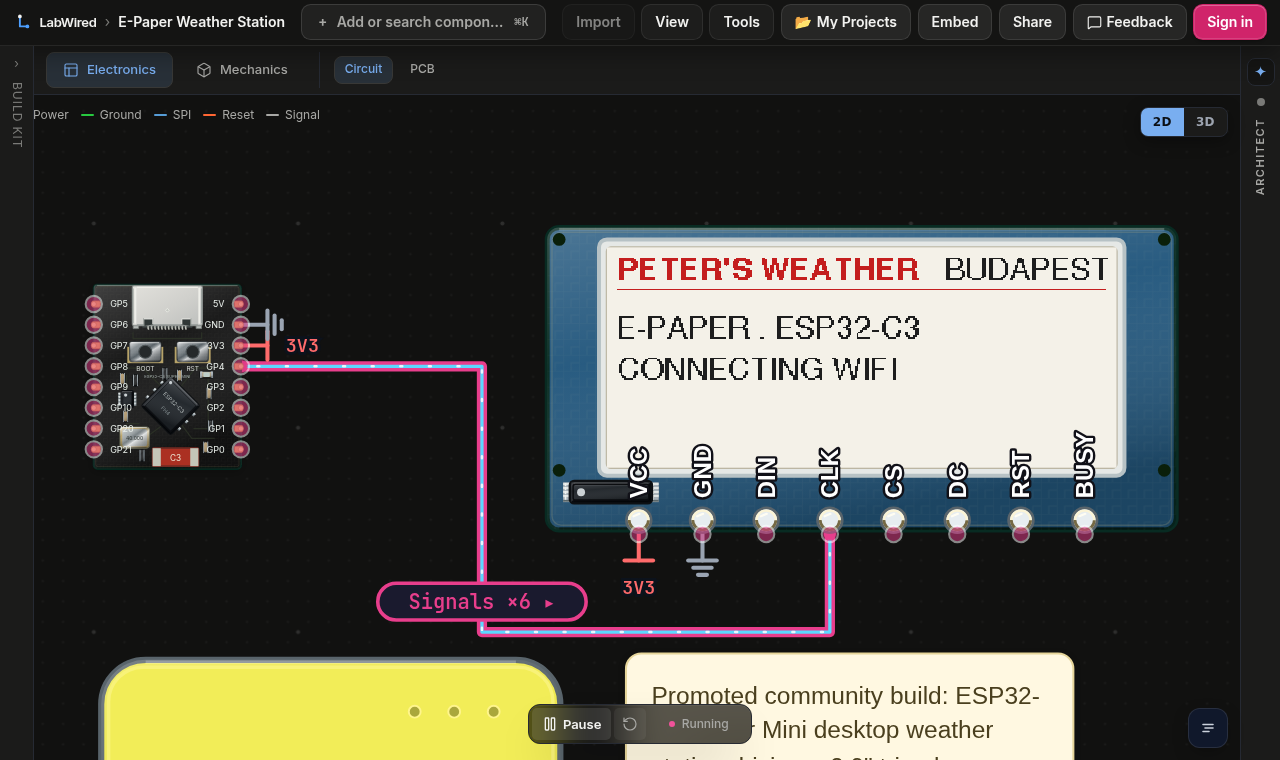 LabWired › E-Paper Weather Station
+ Add or search compon... ⌘K
Import
View
Tools
My Projects
Embed
Share
Feedback
Sign in
› BUILD KIT
Electronics
Mechanics
Circuit
PCB
Power Ground SPI Reset Signal
2D 3D
ARCHITECT
PETER'S WEATHER BUDAPEST
E-PAPER . ESP32-C3
CONNECTING WIFI
GP5 5V
GP6 GND
GP7 3V3
GP8 GP4
GP9 GP3
GP10 GP2
GP20 GP1
GP21 GP0
BOOT RST
ESP32-C3
C3
3V3
VCC GND DIN CLK CS DC RST BUSY
3V3
Signals ×6 ▸
Promoted community build: ESP32-
Mini desktop weather
Pause
Running